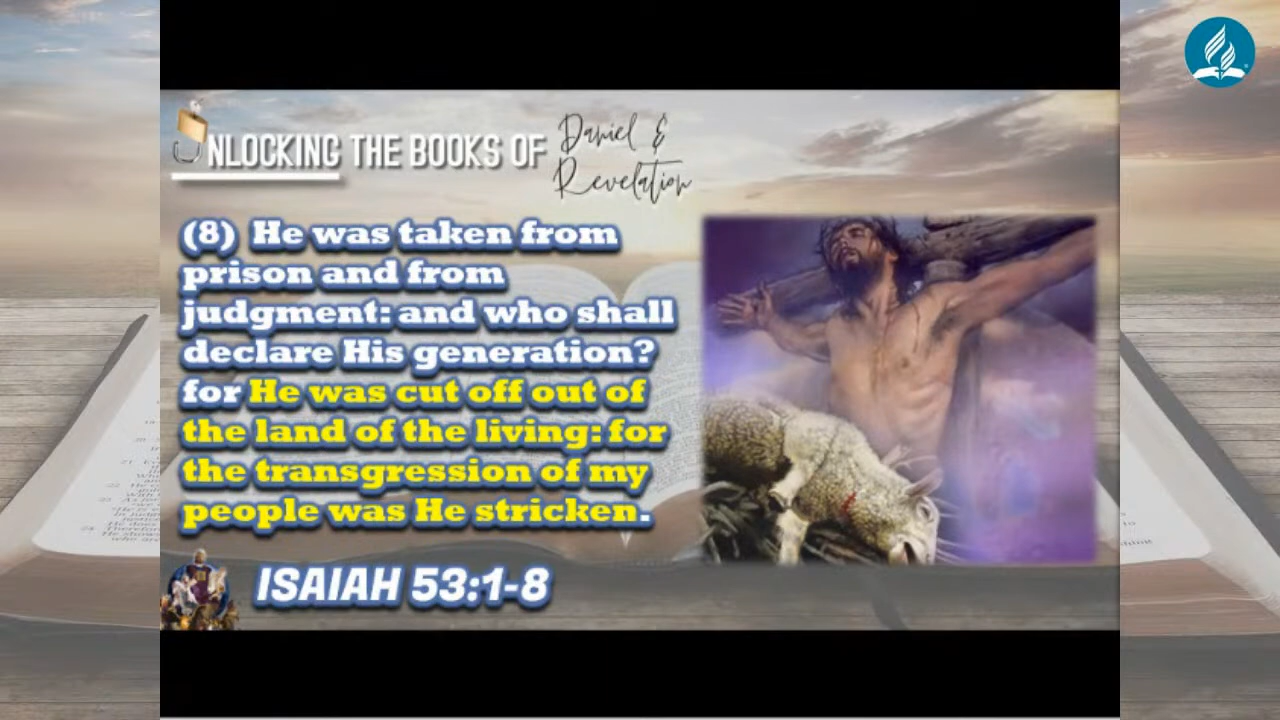 UNLOCKING THE BOOKS OF Daniel &
Revelation
(8) He was taken from
prison and from
judgment: and who shall
declare His generation?
for He was cut off out of
the land of the living: for
the transgression of my
people was He stricken.
ISAIAH 53:1-8